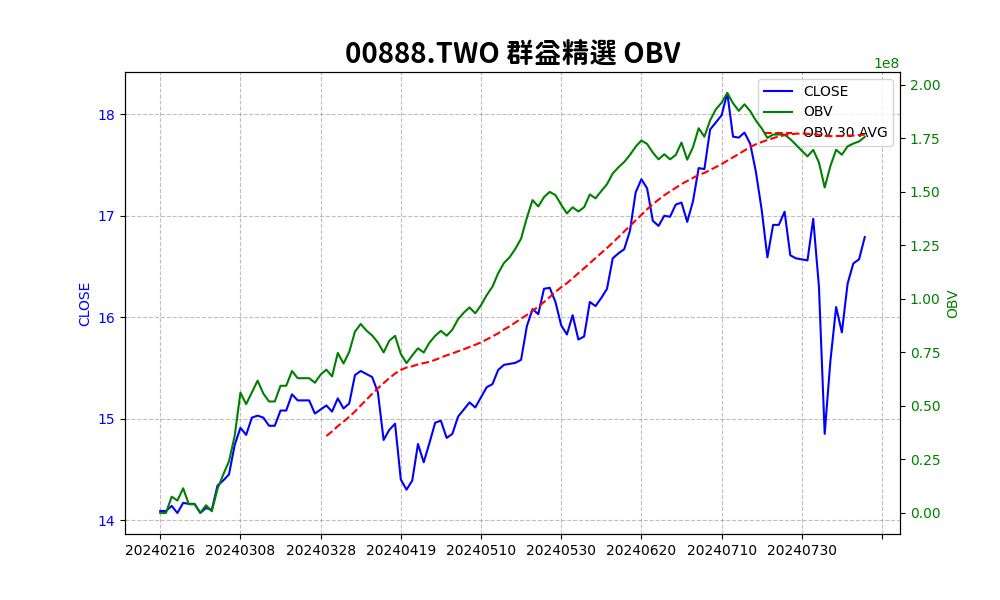 00888.TWO 群益精選 OBV
1e8
CLOSE
OBV
OBV 30 AVG
18
17
16
15
14
CLOSE
2.00
1.75
1.50
1.25
1.00
0.75
0.50
0.25
0.00
OBV
20240216 20240308 20240328 20240419 20240510 20240530 20240620 20240710 20240730